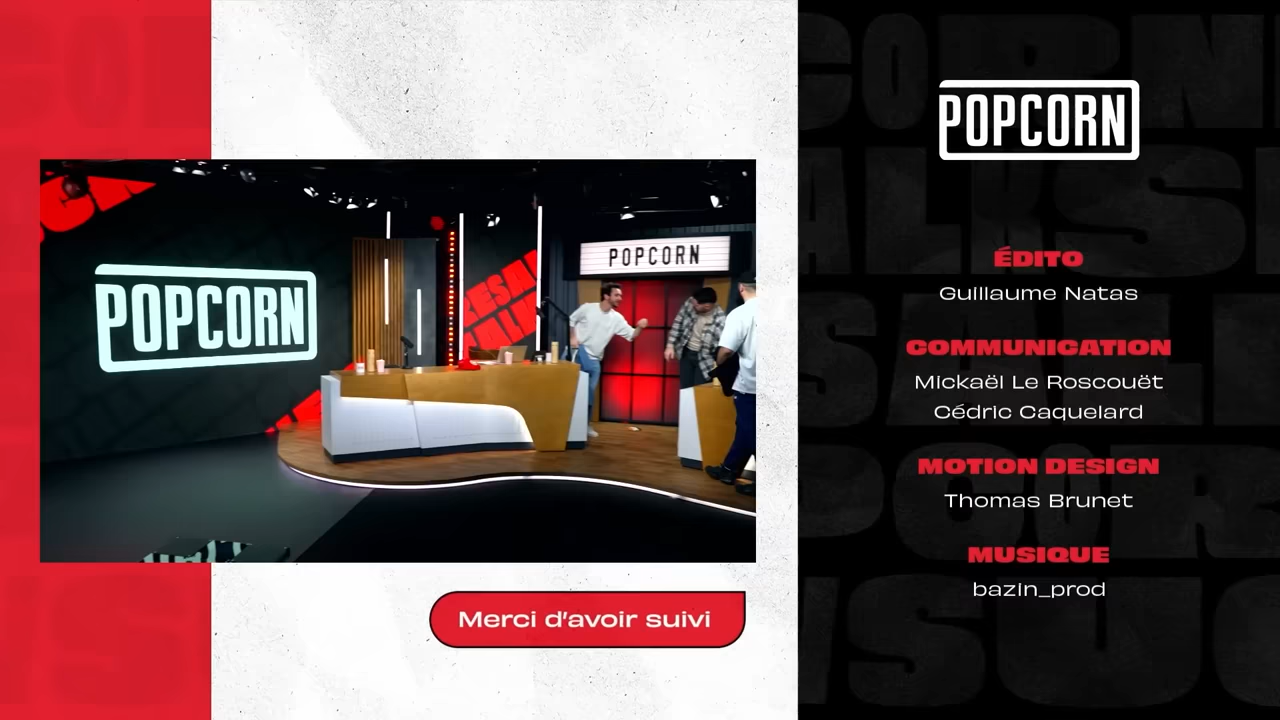 POPCORN
POPCORN
Merci d'avoir suivi
POPCORN
ÉDITO
Guillaume Natas
COMMUNICATION
Mickaël Le Roscouët
Cédric Caquelard
MOTION DESIGN
Thomas Brunet
MUSIQUE
bazin_prod